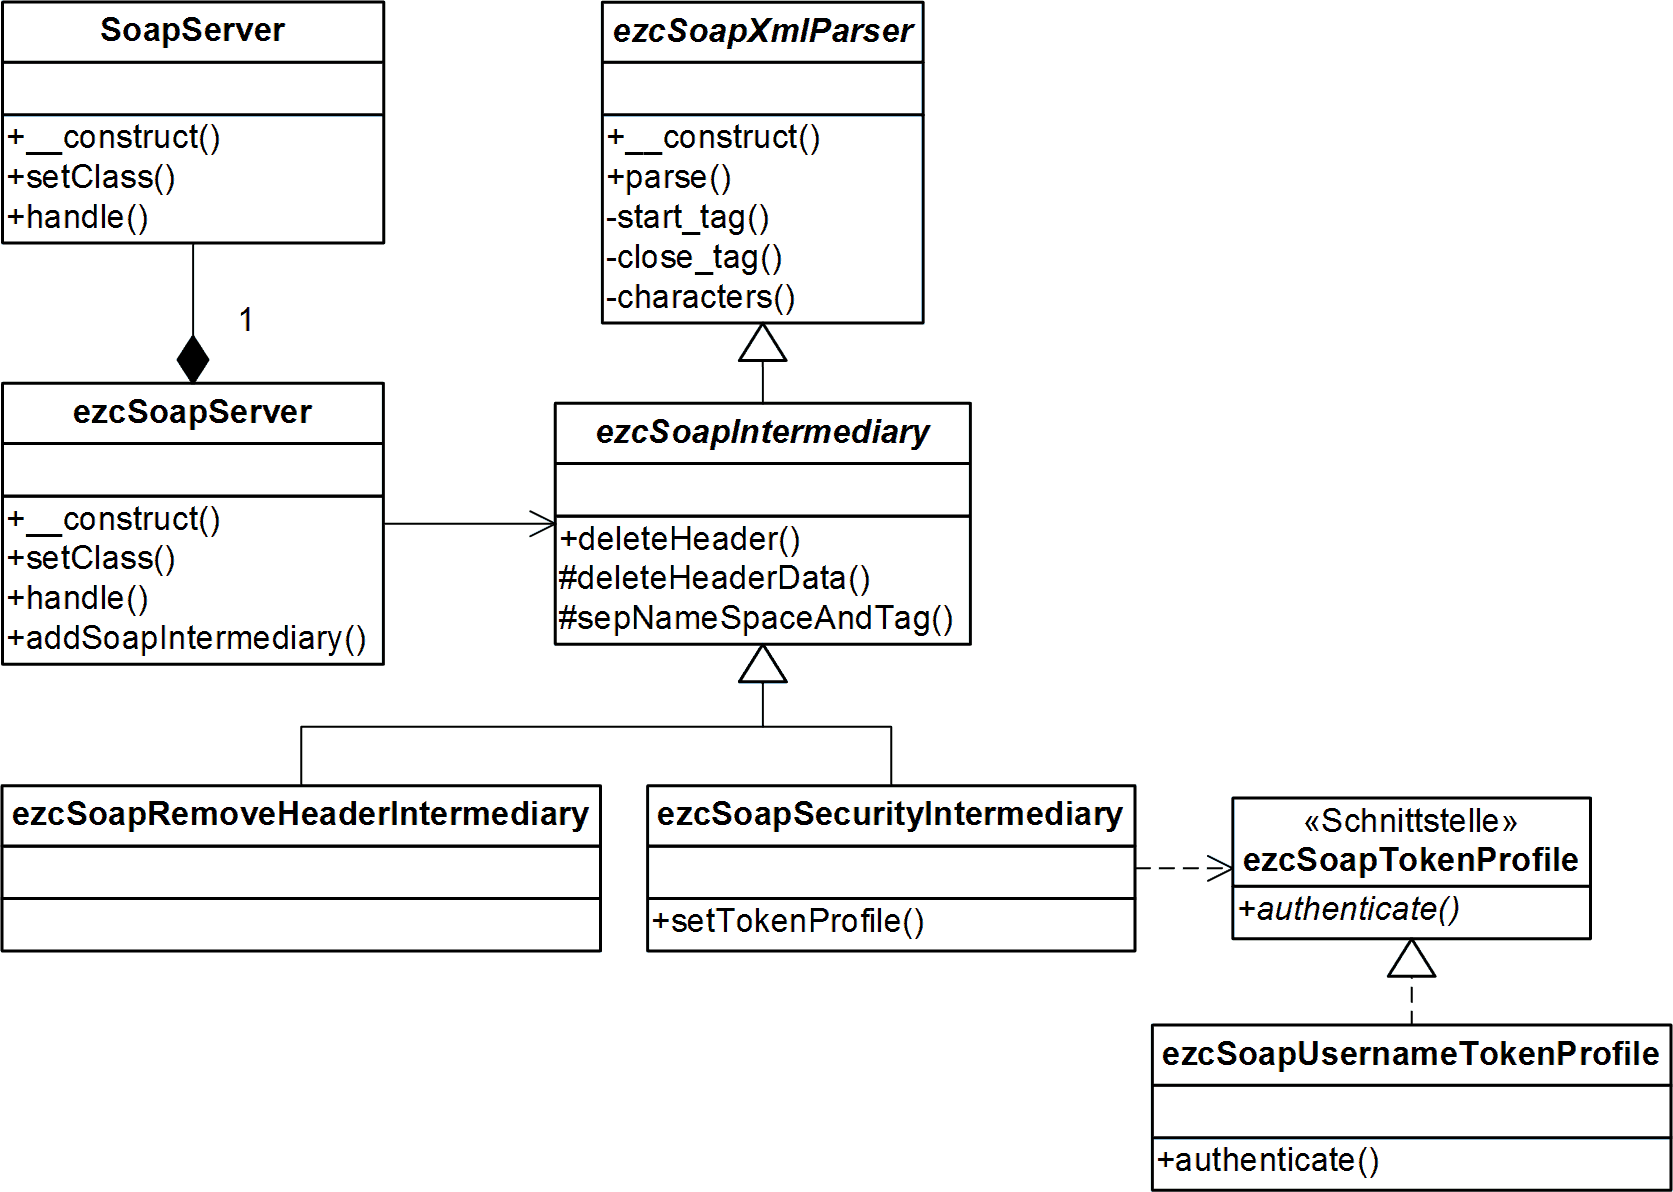 SoapServer
+__construct()
+setClass()
+handle()
1
ezcSoapServer
+__construct()
+setClass()
+handle()
+addSoapIntermediary()
ezcSoapXmlParser
+__construct()
+parse()
-start_tag()
-close_tag()
-characters()
ezcSoapIntermediary
+deleteHeader()
#deleteHeaderData()
#sepNameSpaceAndTag()
ezcSoapRemoveHeaderIntermediary
ezcSoapSecurityIntermediary
+setTokenProfile()
«Schnittstelle»
ezcSoapTokenProfile
+authenticate()
ezcSoapUsernameTokenProfile
+authenticate()